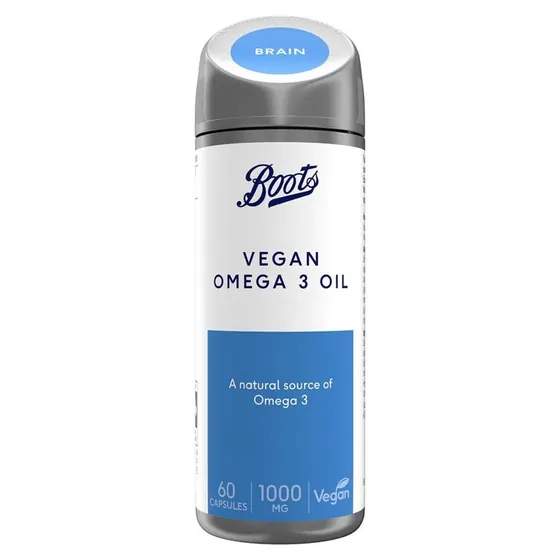 BRAIN
Boots
VEGAN
OMEGA 3 OIL
A natural source of
Omega 3
60
CAPSULES
1000
MG
Vegan